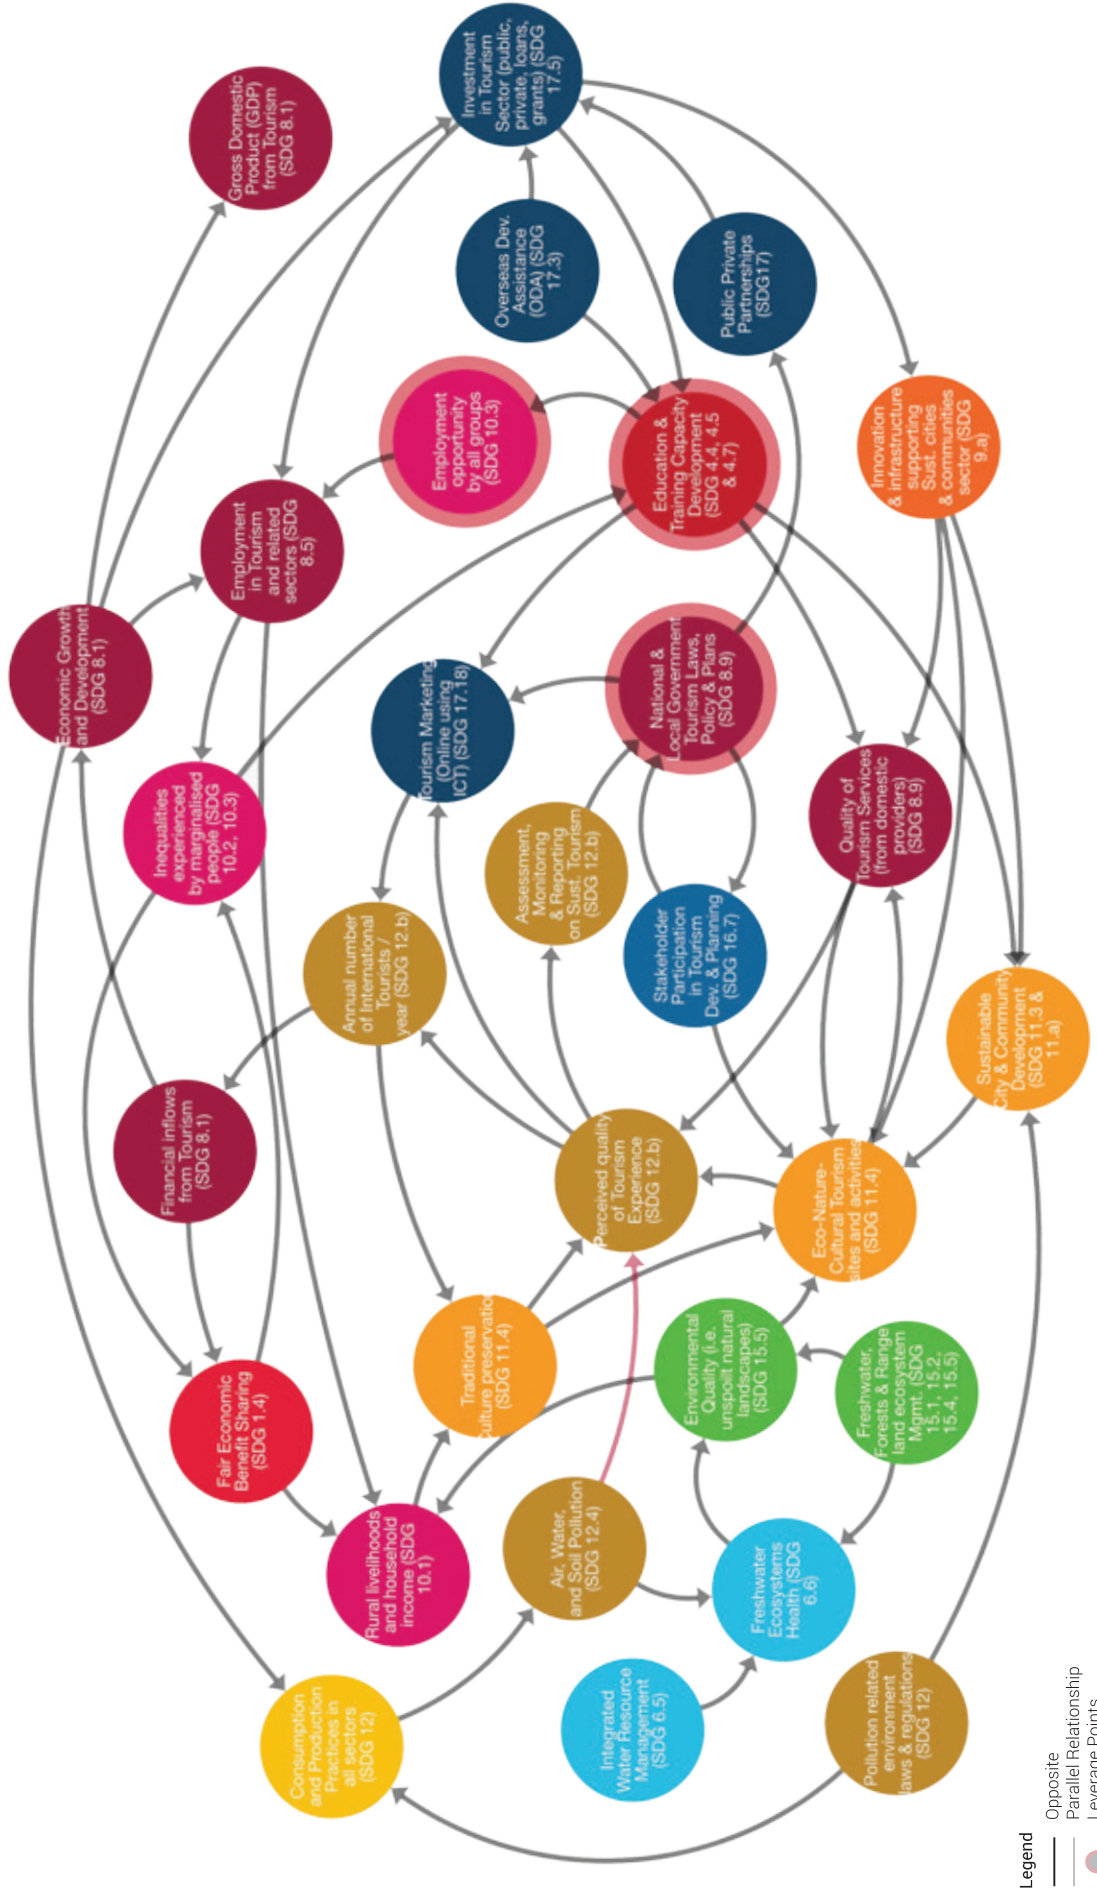 Economic Growth
and Development
(SDG 8.1)
Gross Domestic
Product (GDP)
from Tourism
(SDG 8.1)
Investment
in Tourism
Sector (public,
private, loans,
grants) (SDG
17.5)
Overseas Dev.
Assistance
(ODA) (SDG
17.3)
Public Private
Partnerships
(SDG17)
Employment
opportunity
by all groups
(SDG 10.3)
Employment
in Tourism
and related
sectors (SDG
8.5)
Education &
Training Capacity
Development
(SDG 4.4, 4.5
& 4.7)
Innovation
& infrastructure
supporting
Sust. cities
& communities
sector (SDG
9.a)
Inequalities
experienced
by marginalised
people (SDG
10.2, 10.3)
Tourism Marketing
(Online using
ICT) (SDG 17.18)
National &
Local Government
Tourism Laws,
Policy & Plans
(SDG 8.9)
Annual number
of International
Tourists /
year (SDG 12.b)
Assessment,
Monitoring
& Reporting
on Sust. Tourism
(SDG 12.b)
Stakeholder
Participation
in Tourism
Dev. & Planning
(SDG 16.7)
Quality of
Tourism Services
(from domestic
providers)
(SDG 8.9)
Sustainable
City & Community
Development
(SDG 11.3 &
11.a)
Financial inflows
from Tourism
(SDG 8.1)
Perceived quality
of Tourism
Experience
(SDG 12.b)
Eco-Nature-
Cultural Tourism
sites and activities
(SDG 11.4)
Fair Economic
Benefit Sharing
(SDG 1.4)
Traditional
culture preservation
(SDG 11.4)
Environmental
Quality (i.e.
unspoilt natural
landscapes)
(SDG 15.5)
Freshwater,
Forests & Range
land ecosystem
Mgmt. (SDG
15.1, 15.2,
15.4, 15.5)
Rural livelihoods
and household
income (SDG
10.1)
Air, Water,
and Soil Pollution
(SDG 12.4)
Freshwater
Ecosystems
Health (SDG
6.6)
Consumption
and Production
Practices in
all sectors
(SDG 12)
Integrated
Water Resource
Management
(SDG 6.5)
Pollution related
environment
laws & regulations
(SDG 12)
Legend
Opposite
Parallel Relationship
Leverage Points